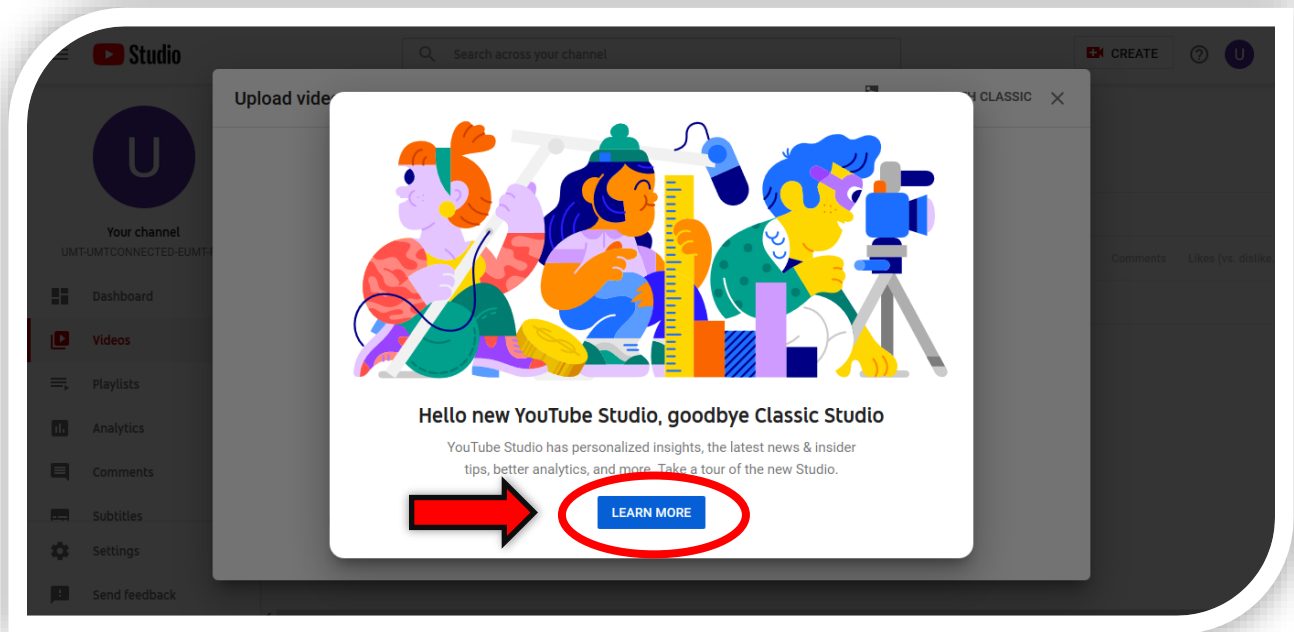 Studio
Search across your channel
CREATE
U
Upload vide
H CLASSIC
U
Your channel
UMT-UMTCONNECTED-EUMT-
Comments Likes (vs. dislike
Dashboard
Videos
Playlists
Analytics
Comments
Subtitles
Settings
Send feedback
Hello new YouTube Studio, goodbye Classic Studio
YouTube Studio has personalized insights, the latest news & insider
tips, better analytics, and more. Take a tour of the new Studio.
LEARN MORE